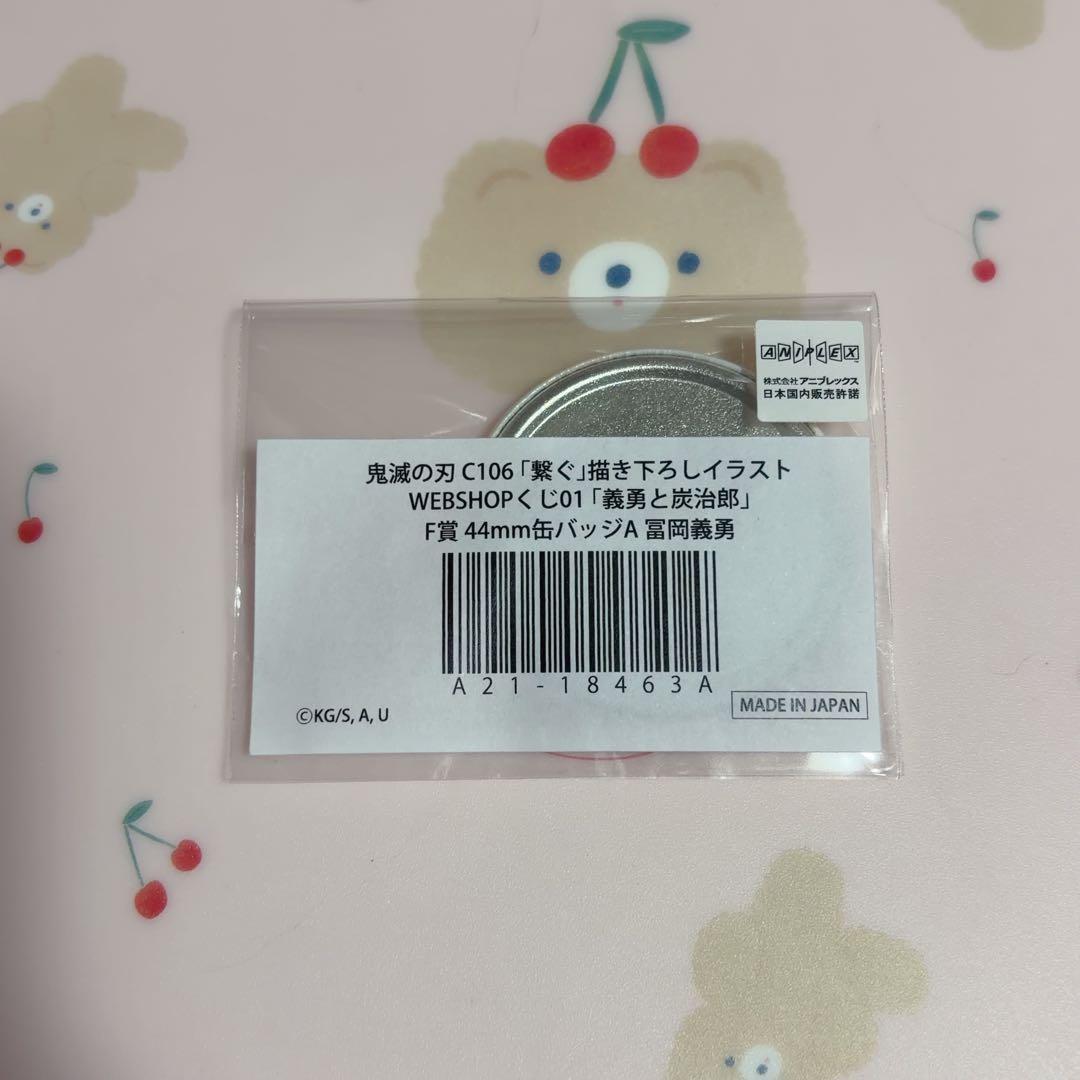 ANIPLEX
株式会社 アニプレックス
日本国内販売許諾
鬼滅の刃 C106「繋ぐ」描き下ろしイラスト
WEBSHOPくじ01「義勇と炭治郎」
F賞 44mm缶バッジA 冨岡義勇
A21-18463A
©KG/S, A, U
MADE IN JAPAN